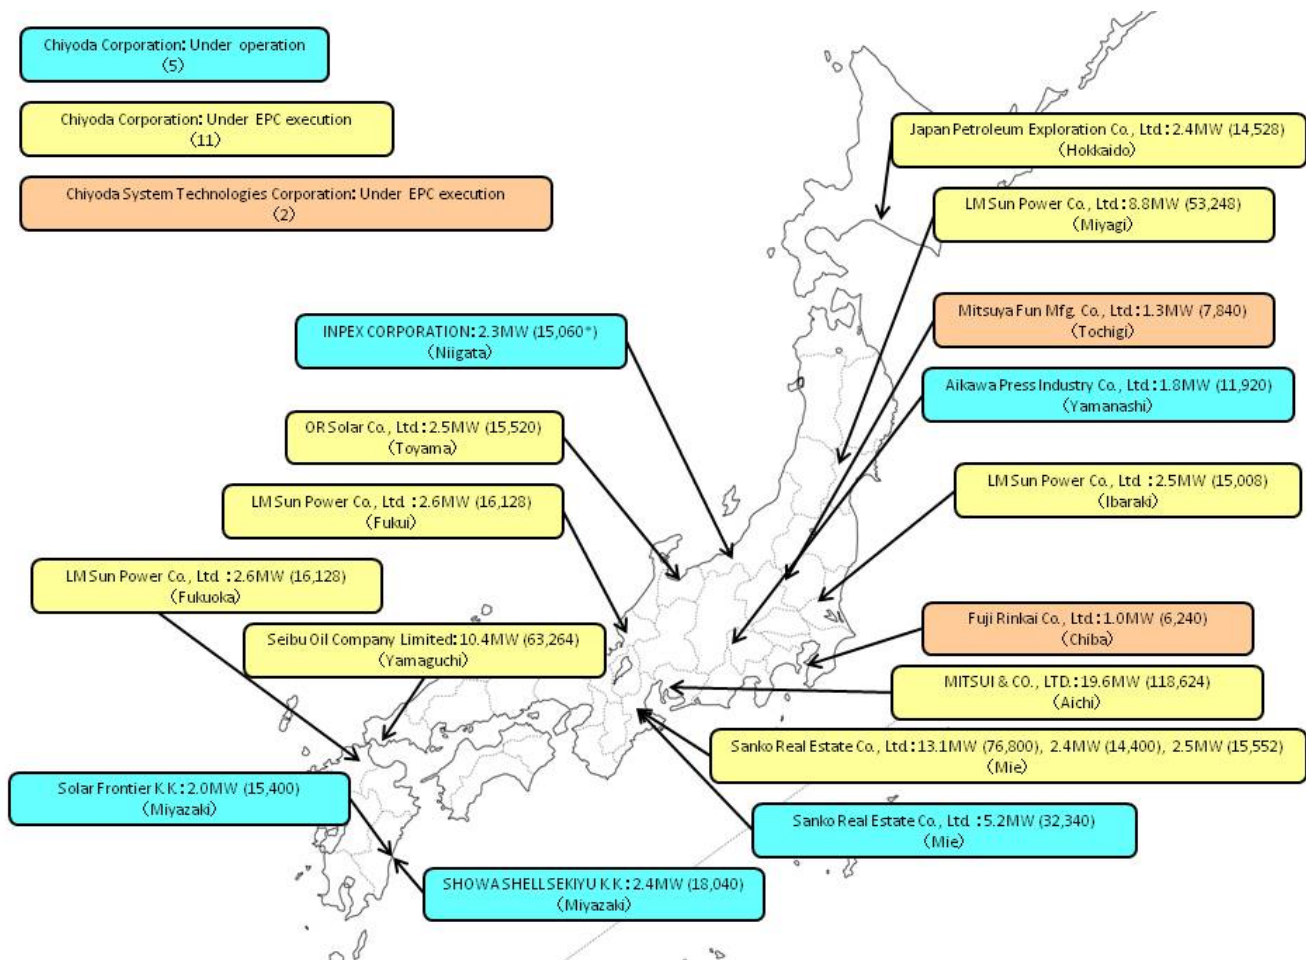 Chiyoda Corporation: Under operation
(5)
Chiyoda Corporation: Under EPC execution
(11)
Chiyoda System Technologies Corporation: Under EPC execution
(2)
Japan Petroleum Exploration Co., Ltd.: 2.4MW (14,528)
(Hokkaido)
LM Sun Power Co., Ltd.: 8.8MW (53,248)
(Miyagi)
Mitsuya Fun Mfg. Co., Ltd.: 1.3MW (7,840)
(Tochigi)
INPEX CORPORATION: 2.3MW (15,060*)
(Niigata)
Aikawa Press Industry Co., Ltd.: 1.8MW (11,920)
(Yamanashi)
OR Solar Co., Ltd.: 2.5MW (15,520)
(Toyama)
LM Sun Power Co., Ltd.: 2.5MW (15,008)
(Ibaraki)
LM Sun Power Co., Ltd. : 2.6MW (16,128)
(Fukui)
LM Sun Power Co., Ltd. : 2.6MW (16,128)
(Fukuoka)
Fuji Rinkai Co., Ltd.: 1.0MW (6,240)
(Chiba)
Seibu Oil Company Limited: 10.4MW (63,264)
(Yamaguchi)
MITSUI & CO., LTD.: 19.6MW (118,624)
(Aichi)
Sanko Real Estate Co., Ltd.: 13.1MW (76,800), 2.4MW (14,400), 2.5MW (15,552)
(Mie)
Solar Frontier K.K.: 2.0MW (15,400)
(Miyazaki)
Sanko Real Estate Co., Ltd. : 5.2MW (32,340)
(Mie)
SHOWA SHELL SEKIYU K.K.: 2.4MW (18,040)
(Miyazaki)